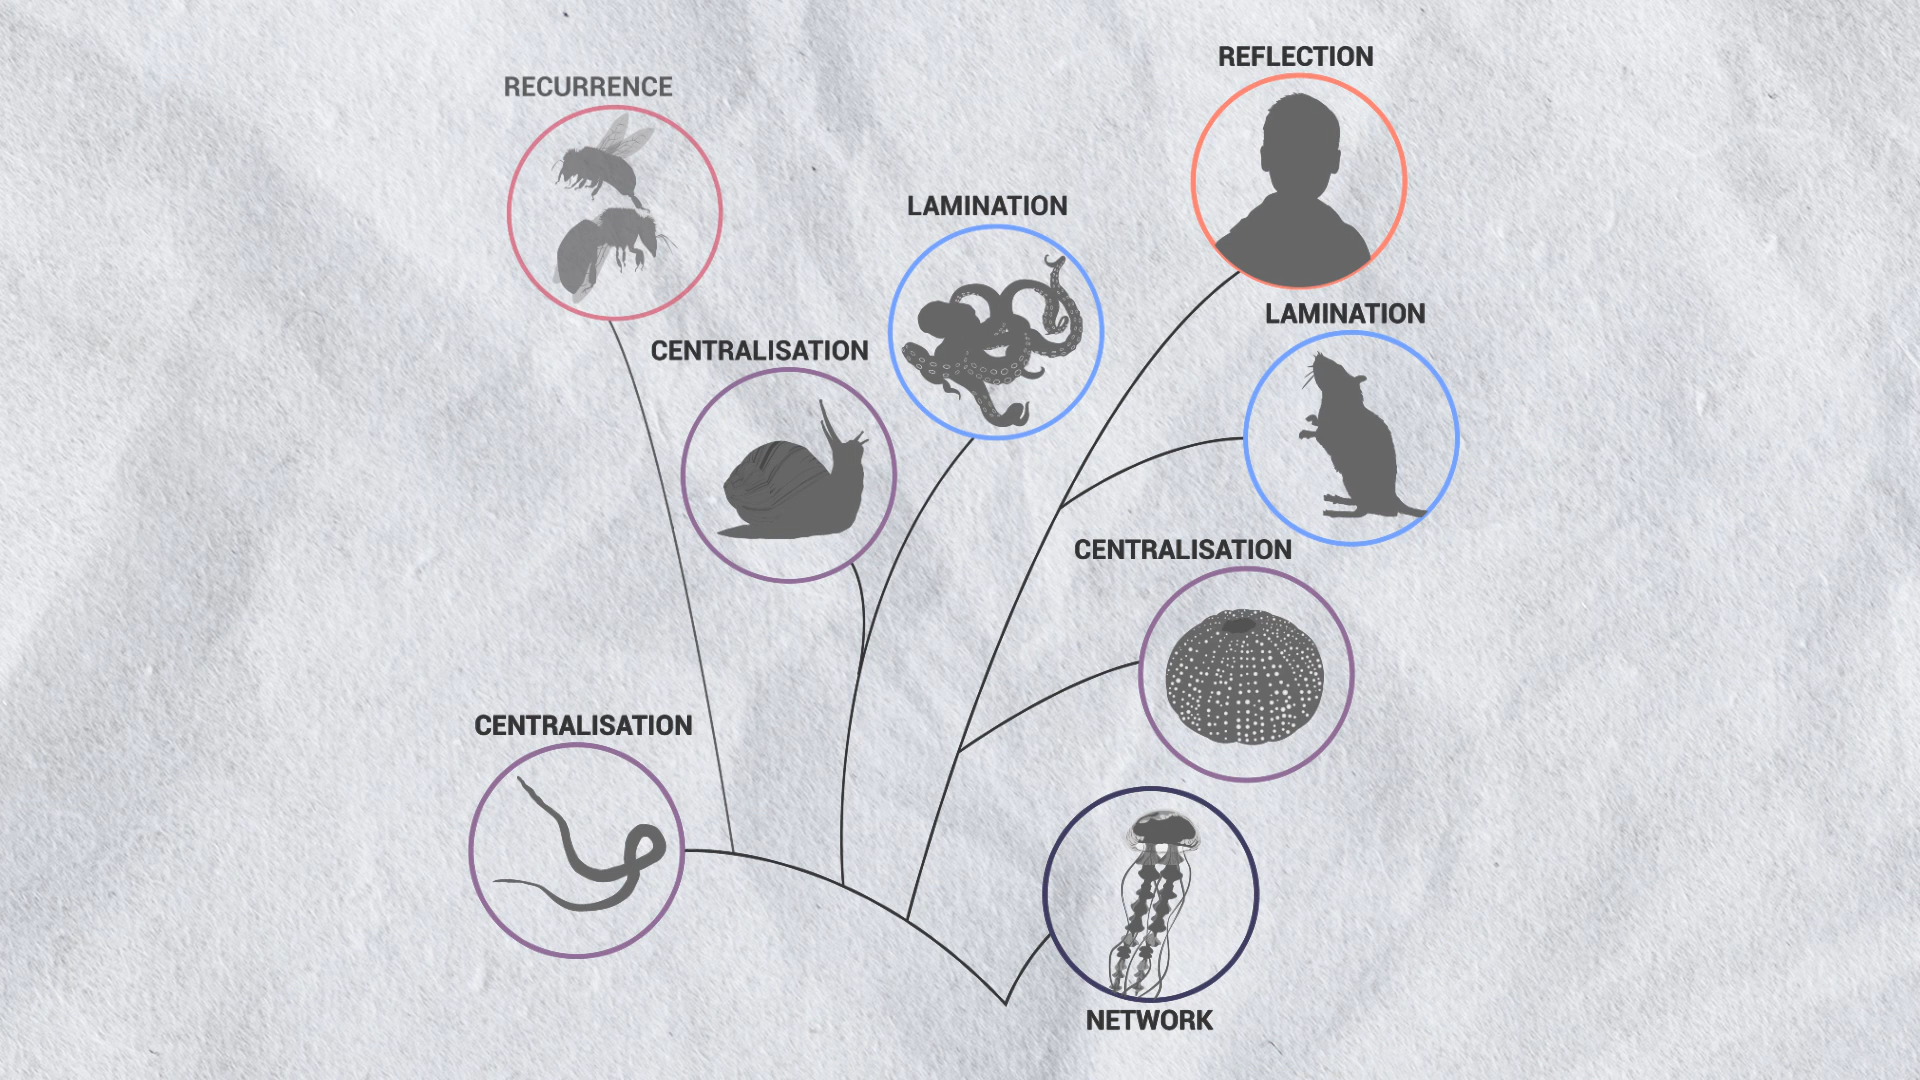 REFLECTION
RECURRENCE
LAMINATION
LAMINATION
CENTRALISATION
CENTRALISATION
CENTRALISATION
NETWORK